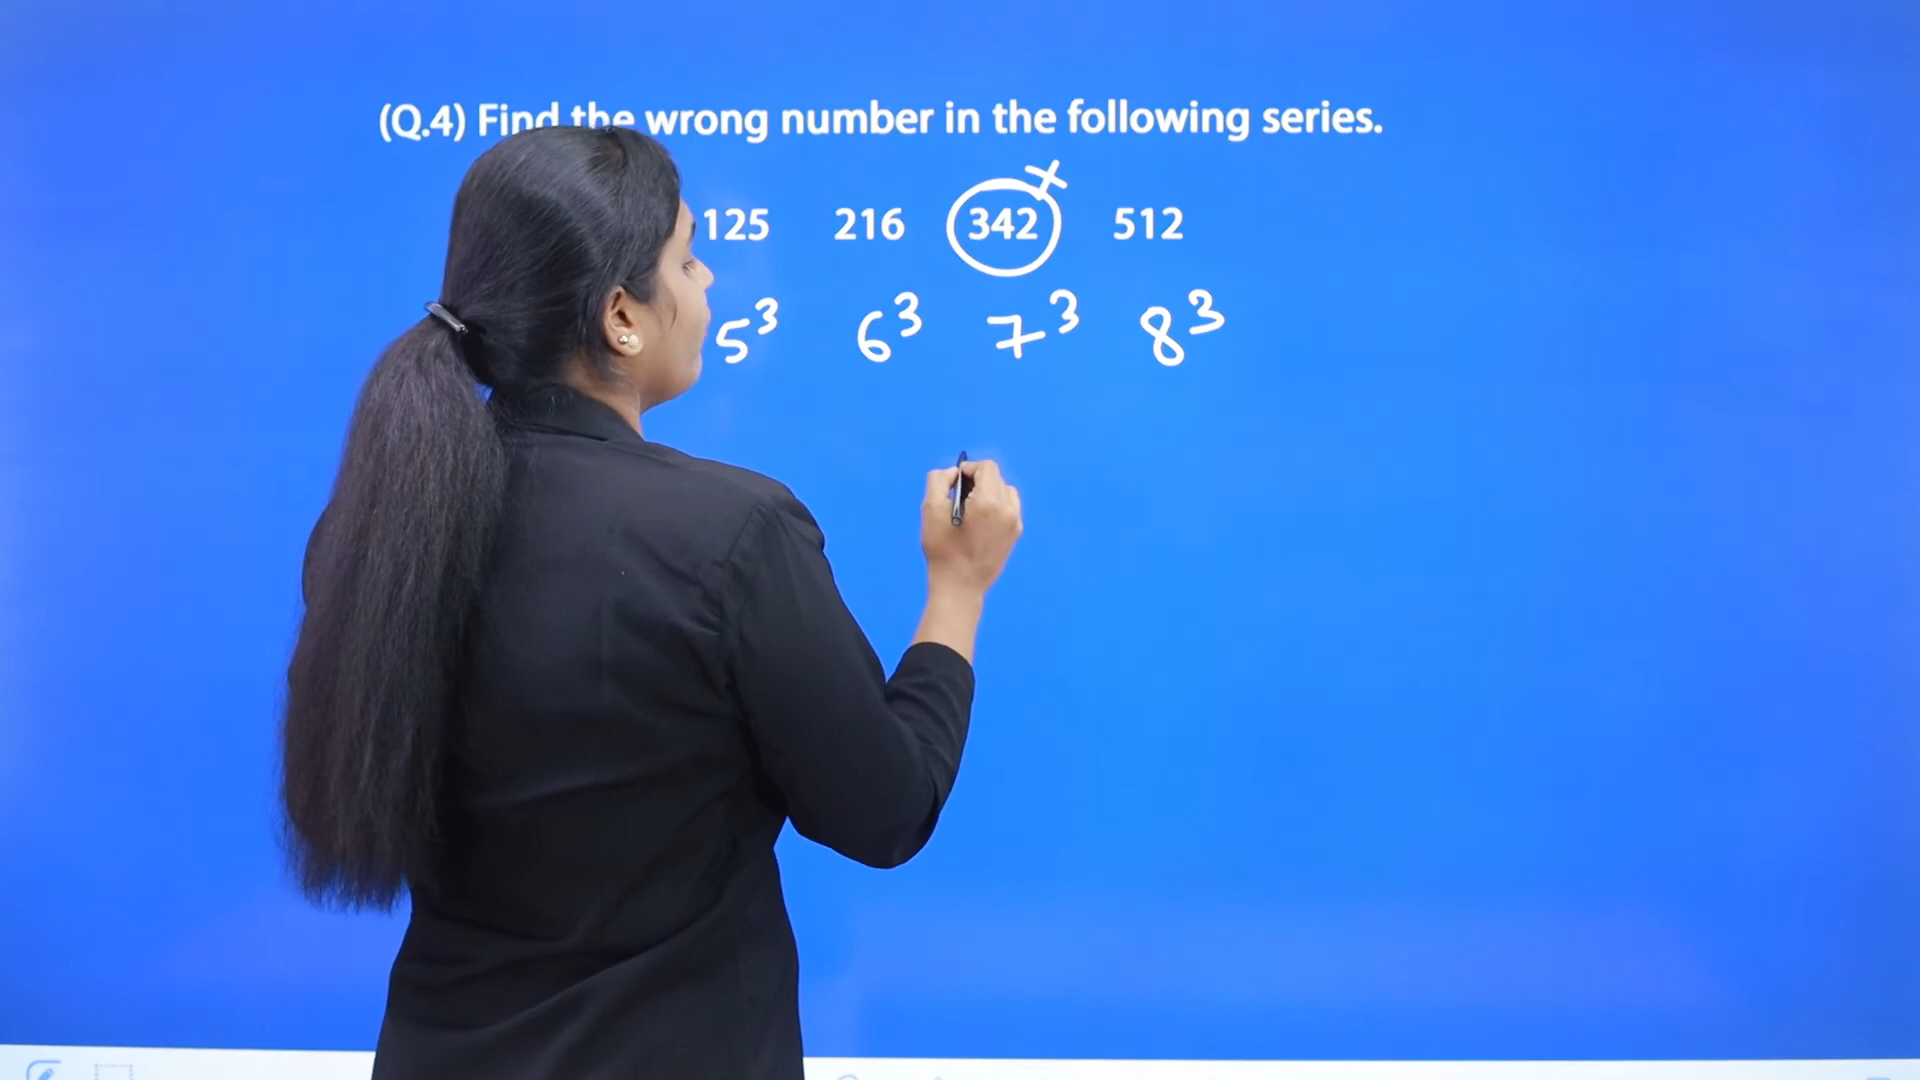 (Q.4) Find the wrong number in the following series.
125 216 342 512
5³ 6³ 7³ 8³